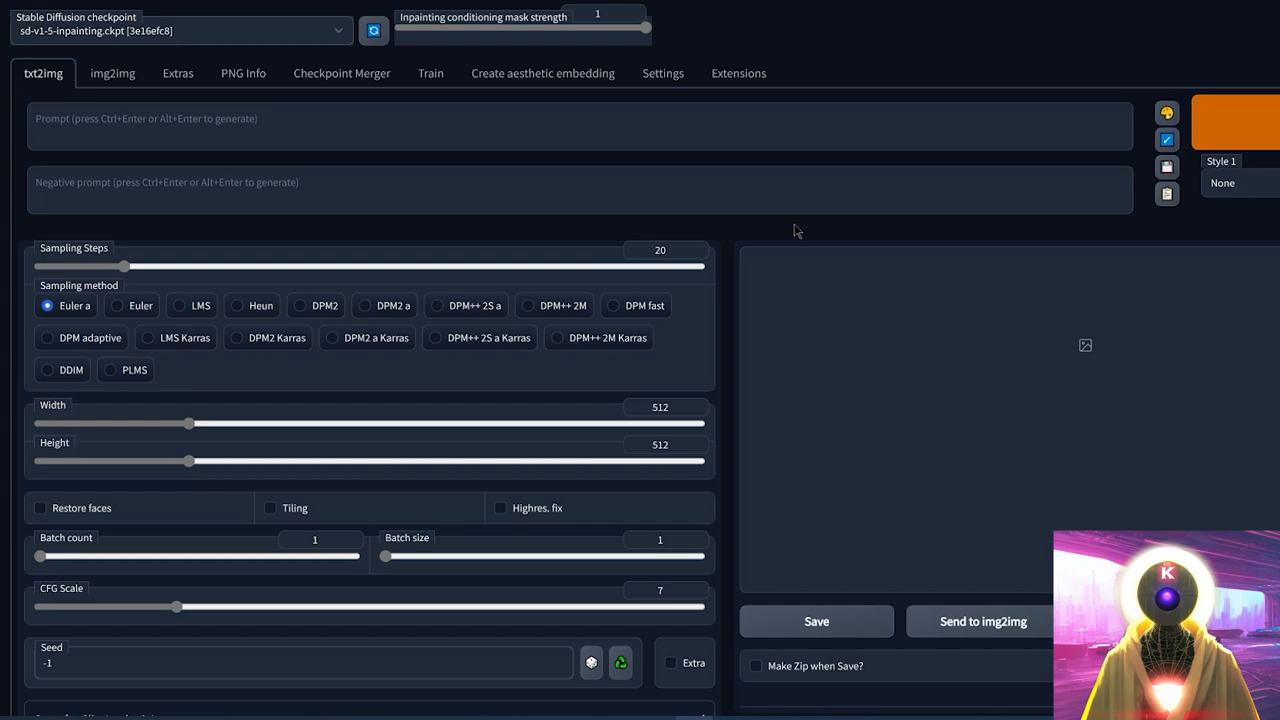 Stable Diffusion checkpoint
sd-v1-5-inpainting.ckpt [3e16efc8]
Inpainting conditioning mask strength
1
txt2img
img2img
Extras
PNG Info
Checkpoint Merger
Train
Create aesthetic embedding
Settings
Extensions
Prompt (press Ctrl+Enter or Alt+Enter to generate)
Negative prompt (press Ctrl+Enter or Alt+Enter to generate)
Style 1
None
Sampling Steps
20
Sampling method
Euler a
Euler
LMS
Heun
DPM2
DPM2 a
DPM++ 2S a
DPM++ 2M
DPM fast
DPM adaptive
LMS Karras
DPM2 Karras
DPM2 a Karras
DPM++ 2S a Karras
DPM++ 2M Karras
DDIM
PLMS
Width
512
Height
512
Restore faces
Tiling
Highres. fix
Batch count
1
Batch size
1
CFG Scale
7
Seed
-1
Extra
Save
Send to img2img
Make Zip when Save?
K